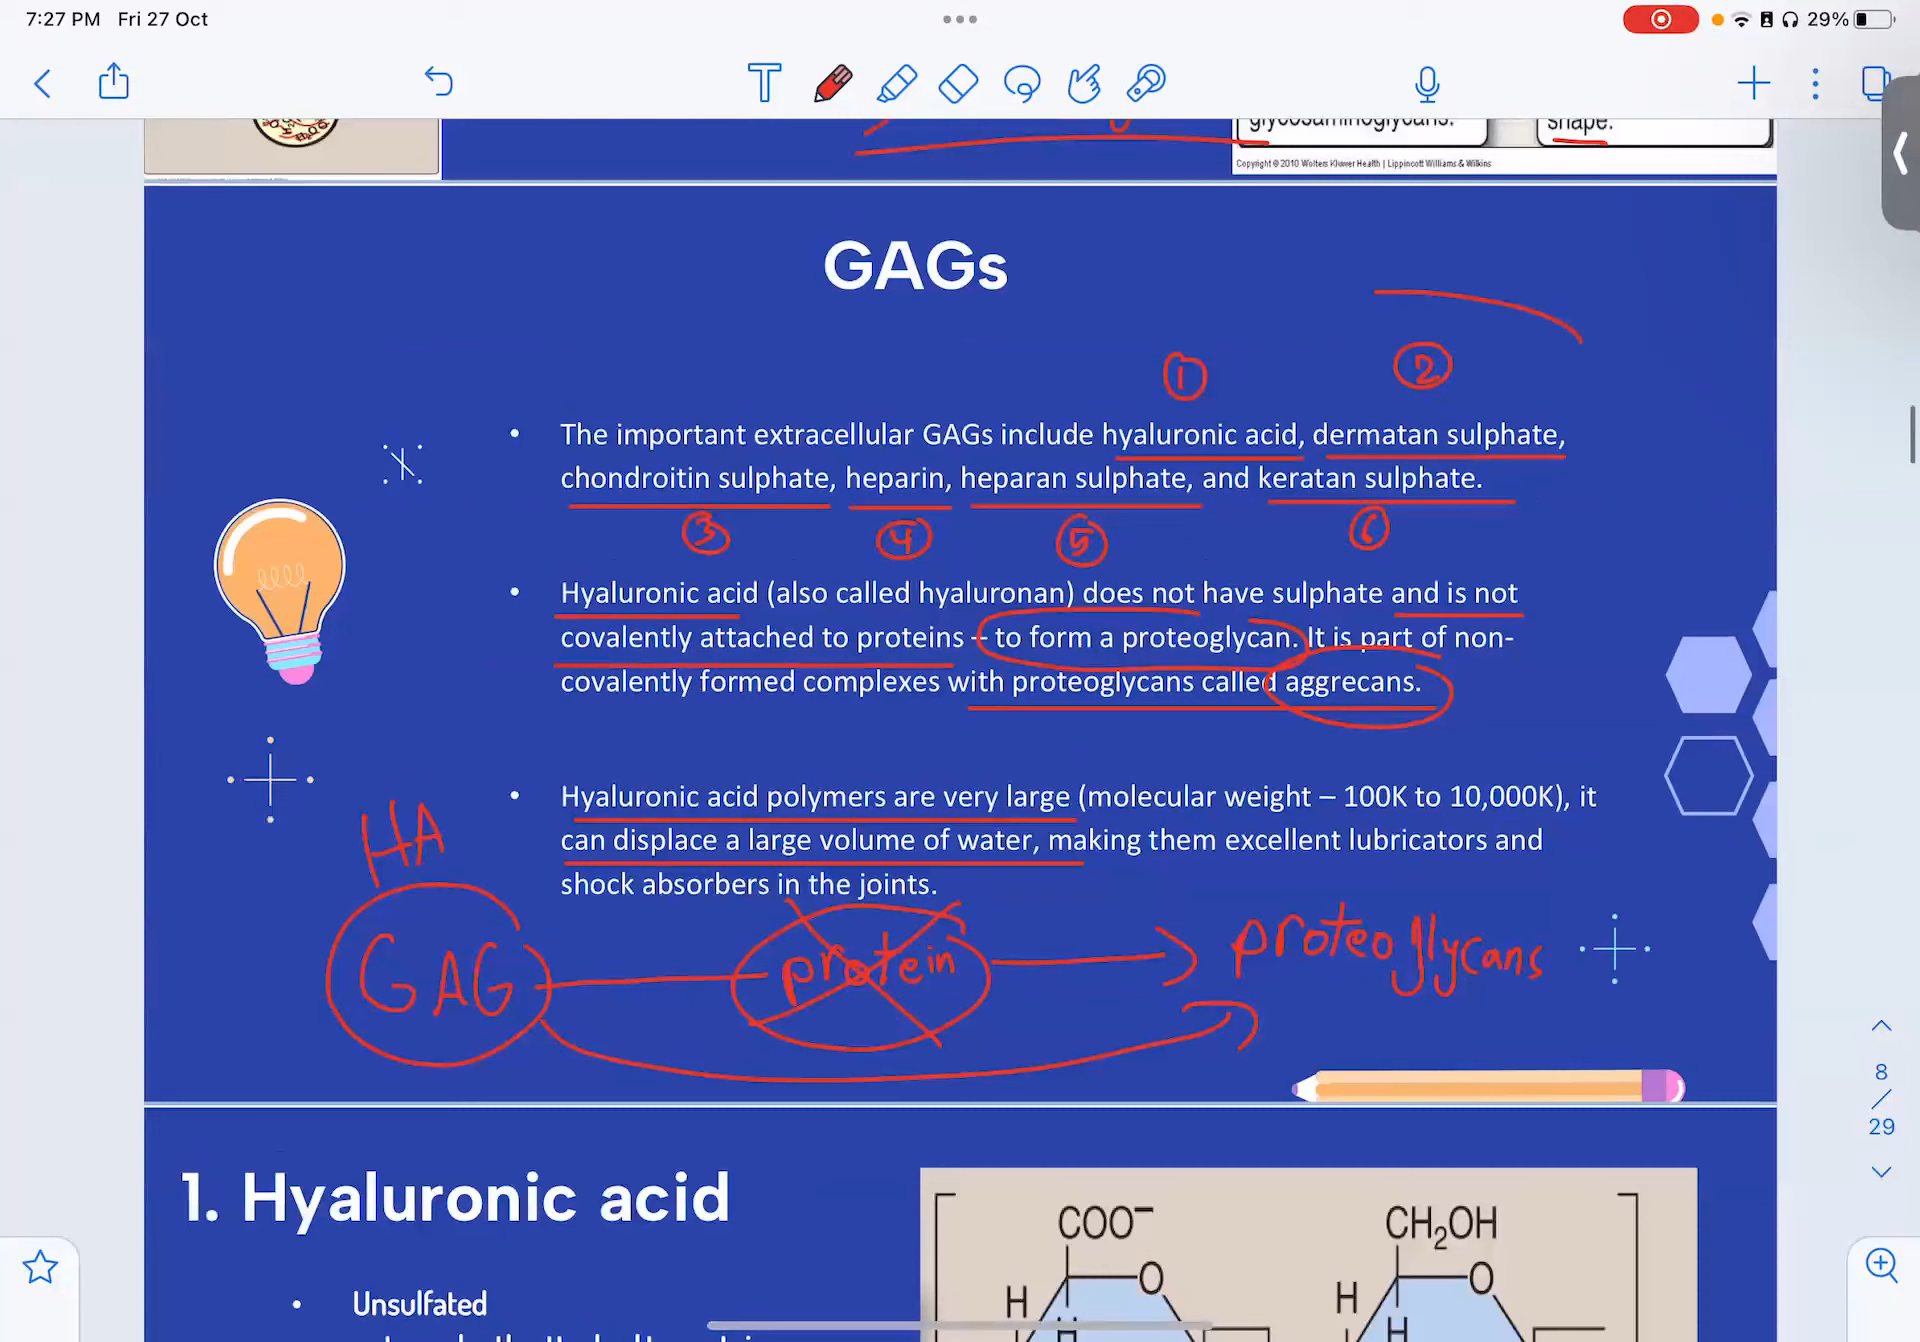 7:27 PM Fri 27 Oct
29%
glycosaminoglycans.
shape.
Copyright © 2010 Wolters Kluwer Health | Lippincott Williams & Wilkins
GAGs
1
2
• The important extracellular GAGs include hyaluronic acid, dermatan sulphate,
chondroitin sulphate, heparin, heparan sulphate, and keratan sulphate.
3
4
5
6
• Hyaluronic acid (also called hyaluronan) does not have sulphate and is not
covalently attached to proteins – to form a proteoglycan. It is part of non-
covalently formed complexes with proteoglycans called aggrecans.
• Hyaluronic acid polymers are very large (molecular weight – 100K to 10,000K), it
can displace a large volume of water, making them excellent lubricators and
shock absorbers in the joints.
HA
GAG
protein
proteoglycans
8
/
29
1. Hyaluronic acid
• Unsulfated
COO⁻
CH₂OH
O
O
H
H
H
H